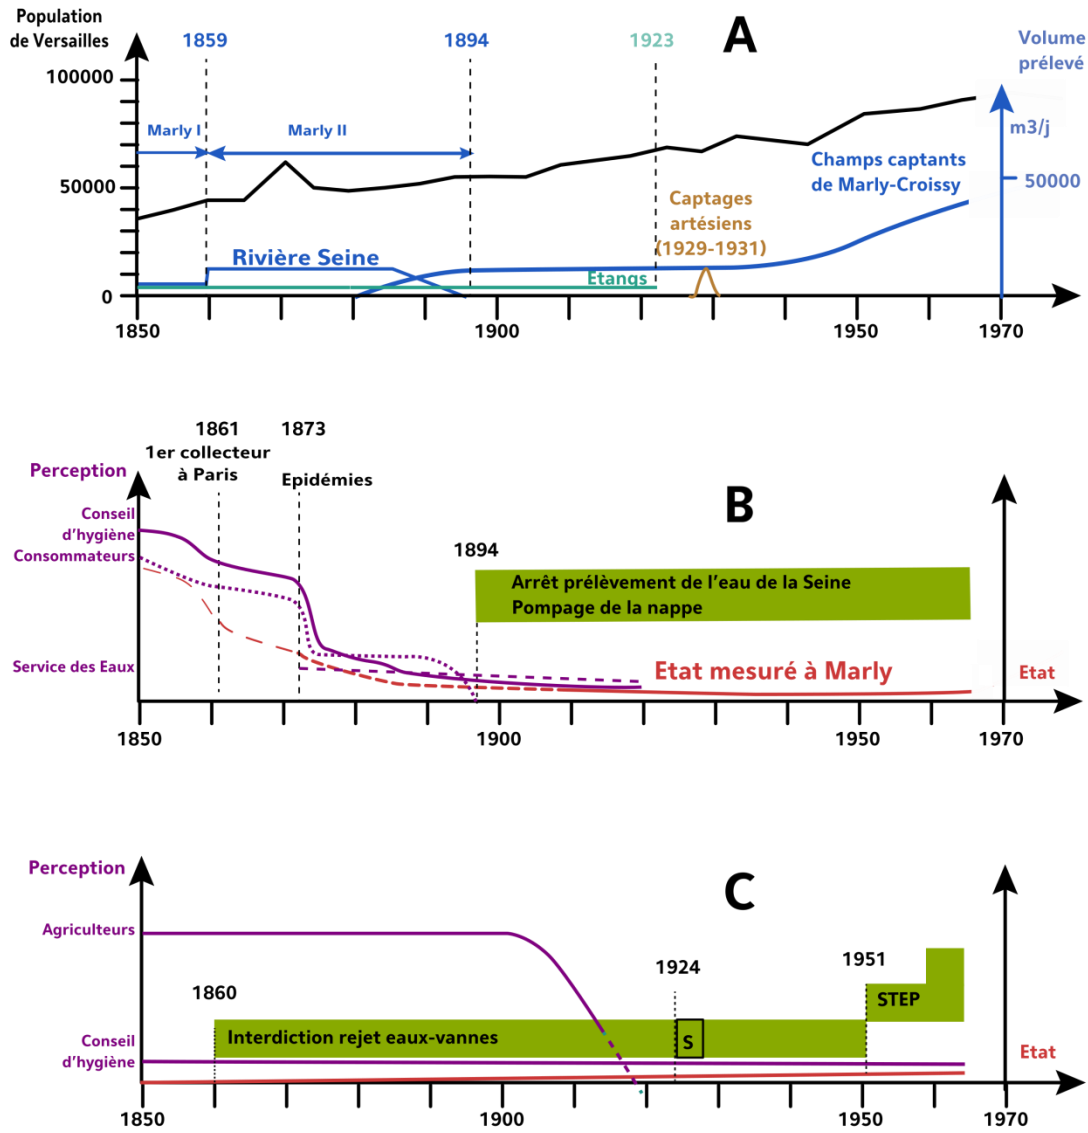 Population
de Versailles
1859
1894
1923
A
Volume
prélevé
100000
Marly I
Marly II
m3/j
Champs captants
de Marly-Croissy
50000
50000
Captages
artésiens
(1929-1931)
Rivière Seine
Etangs
0
1850
1900
1950
1970
1861
1873
1er collecteur
à Paris
Perception
Epidémies
B
Conseil
d'hygiène
Consommateurs
1894
Arrêt prélèvement de l'eau de la Seine
Pompage de la nappe
Service des Eaux
Etat mesuré à Marly
Etat
1850
1900
1950
1970
Perception
C
Agriculteurs
1924
1951
1860
STEP
Interdiction rejet eaux-vannes
S
Conseil
d'hygiène
Etat
1850
1900
1950
1970